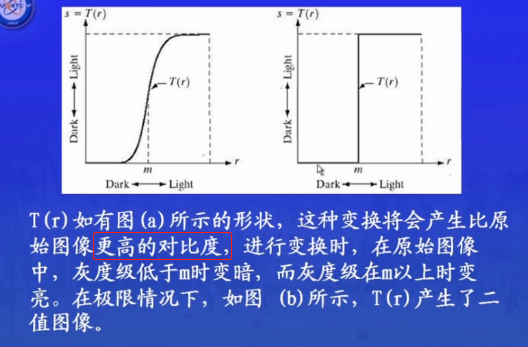 s = T(r)
s = T(r)
T(r)
T(r)
Dark
Light
Dark
Light
m
r
m
r
Dark
Light
Dark
Light
T(r)如有图(a)所示的形状，这种变换将会产生比原
始图像更高的对比度，进行变换时，在原始图像
中，灰度级低于m时变暗，而灰度级在m以上时变
亮。在极限情况下，如图 (b)所示，T(r)产生了二
值图像。